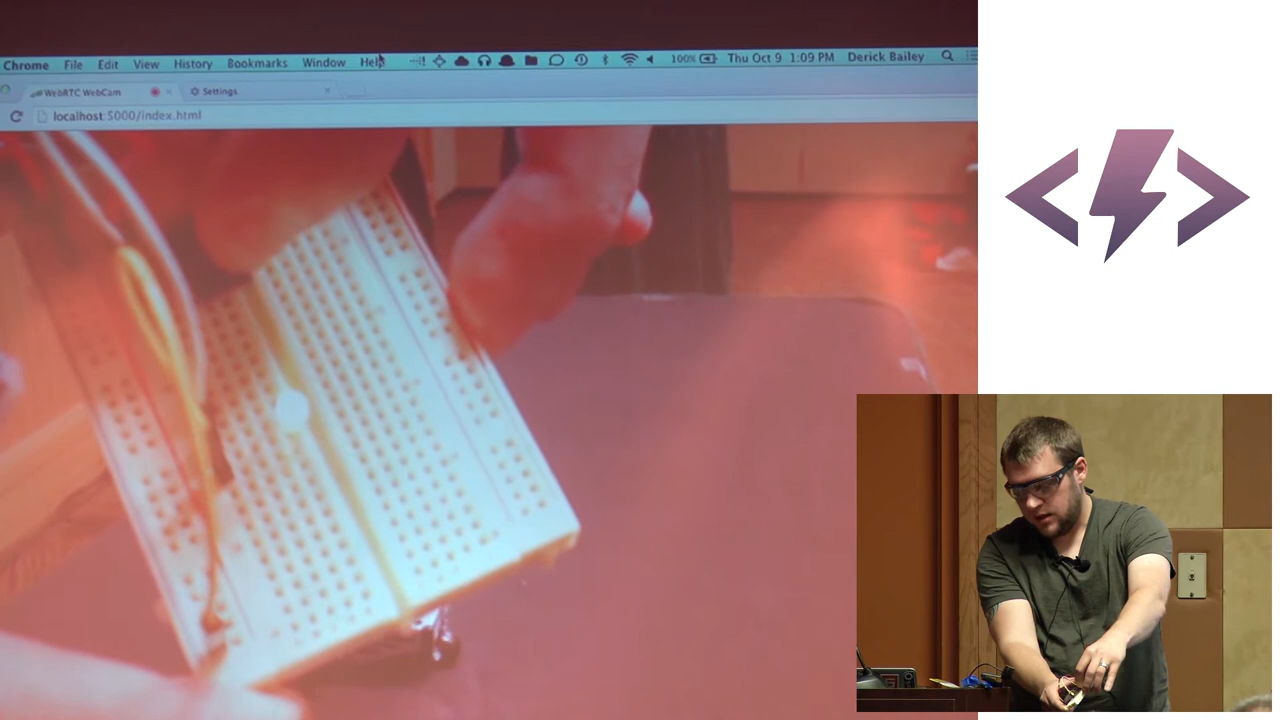 Chrome File Edit View History Bookmarks Window Help 100% Thu Oct 9 1:09 PM Derick Bailey
WebRTC WebCam Settings
localhost:5000/index.html